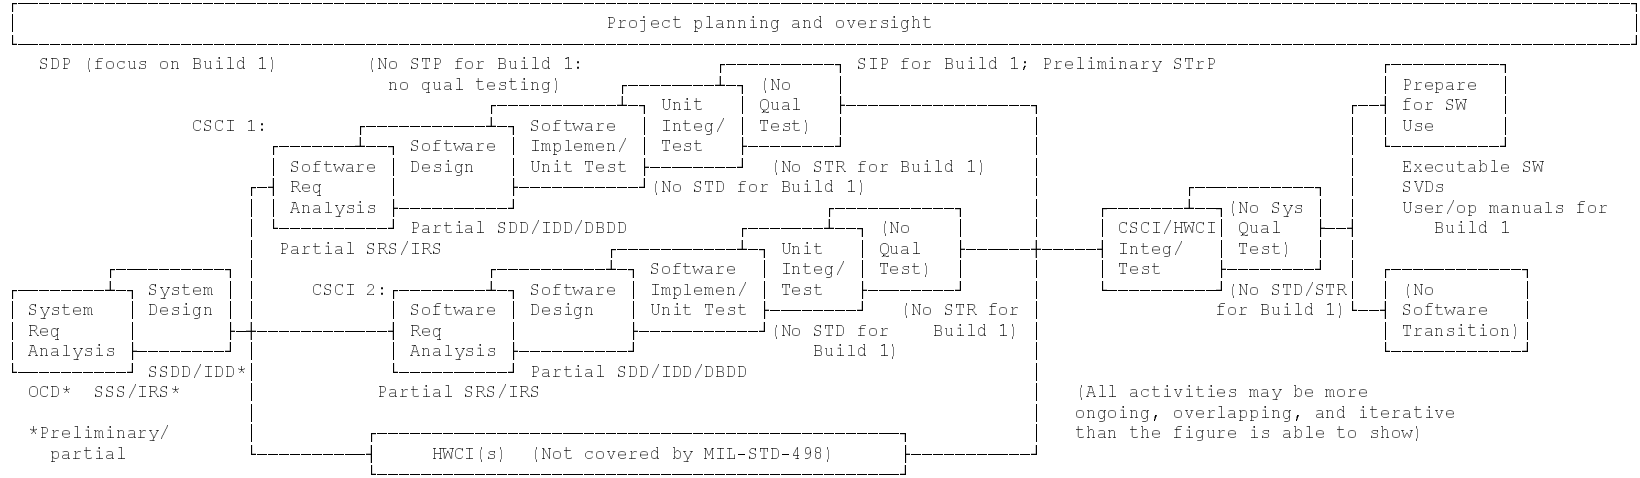 Project planning and oversight
SDP (focus on Build 1)
(No STP for Build 1:
no qual testing)
SIP for Build 1; Preliminary STrP
CSCI 1:
Software
Req
Analysis
Partial SRS/IRS
Software
Design
Partial SDD/IDD/DBDD
Software
Implemen/
Unit Test
(No STD for Build 1)
Unit
Integ/
Test
(No STR for Build 1)
(No
Qual
Test)
System
Req
Analysis
OCD*  SSS/IRS*
System
Design
SSDD/IDD*
*Preliminary/
partial
CSCI 2:
Software
Req
Analysis
Partial SRS/IRS
Software
Design
Partial SDD/IDD/DBDD
Software
Implemen/
Unit Test
(No STD for
Build 1)
Unit
Integ/
Test
(No STR for
Build 1)
(No
Qual
Test)
HWCI(s)  (Not covered by MIL-STD-498)
CSCI/HWCI
Integ/
Test
(No Sys
Qual
Test)
(No STD/STR
for Build 1)
Prepare
for SW
Use
Executable SW
SVDs
User/op manuals for
Build 1
(No
Software
Transition)
(All activities may be more
ongoing, overlapping, and iterative
than the figure is able to show)